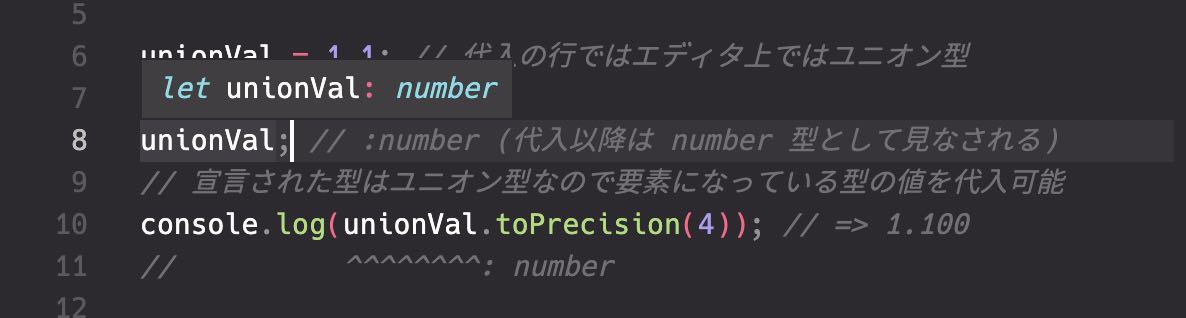 5
6 unionVal = 1.1; // 代入の行ではエディタ上ではユニオン型
let unionVal: number
7
8 unionVal; // :number (代入以降は number 型として見なされる)
9 // 宣言された型はユニオン型なので要素になっている型の値を代入可能
10 console.log(unionVal.toPrecision(4)); // => 1.100
11 // ^^^^^^^^: number
12